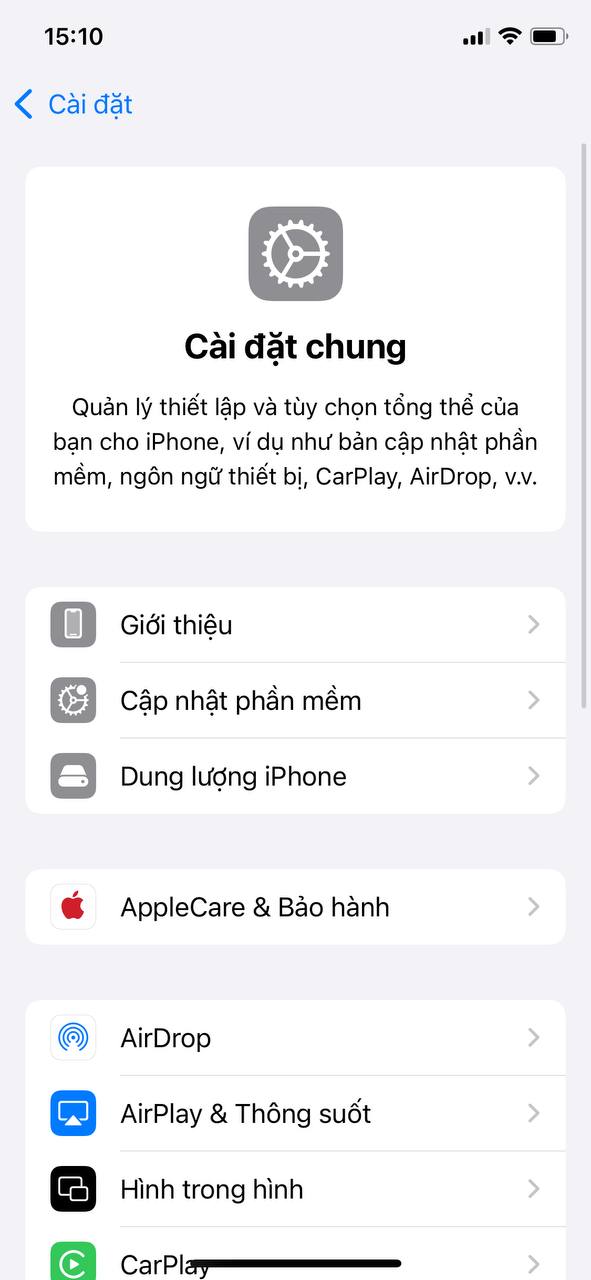 15:10
Cài đặt
Cài đặt chung
Quản lý thiết lập và tùy chọn tổng thể của
bạn cho iPhone, ví dụ như bản cập nhật phần
mềm, ngôn ngữ thiết bị, CarPlay, AirDrop, v.v.
Giới thiệu
Cập nhật phần mềm
Dung lượng iPhone
AppleCare & Bảo hành
AirDrop
AirPlay & Thông suốt
Hình trong hình
CarPlay